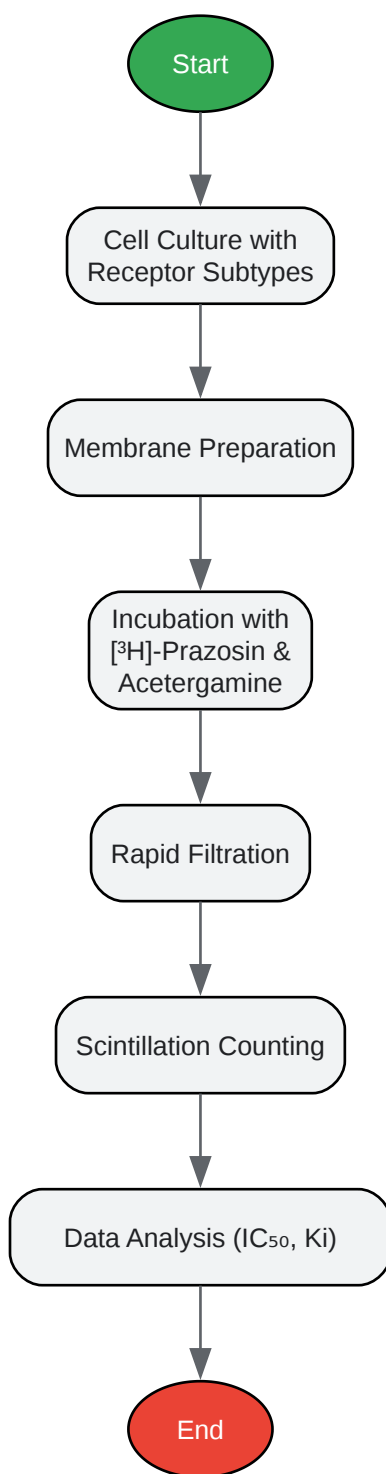 Start
Cell Culture with
Receptor Subtypes
Membrane Preparation
Incubation with
[³H]-Prazosin &
Acetergamine
Rapid Filtration
Scintillation Counting
Data Analysis (IC₅₀, Ki)
End